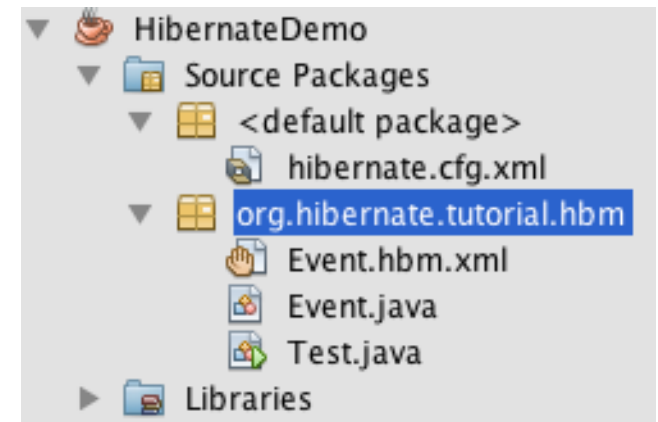 HibernateDemo
Source Packages
<default package>
hibernate.cfg.xml
org.hibernate.tutorial.hbm
Event.hbm.xml
Event.java
Test.java
Libraries